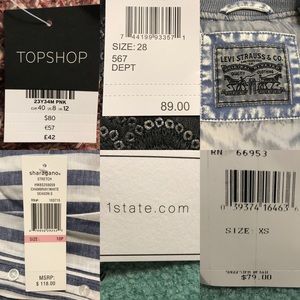 TOPSHOP
23Y34M PNK
EUR 40 UK 8 US 12
$80
£57
£42
7 44199 93357 1
SIZE: 28
567
DEPT
89.00
LEVI STRAUSS & CO.
sharagano
STRETCH
CHAMBRAY/WHITE
SIZE: 16P
MSRP:
$ 118.00
1state.com
RN 66953
0 39374 16463 6
SIZE: XS
$79.00